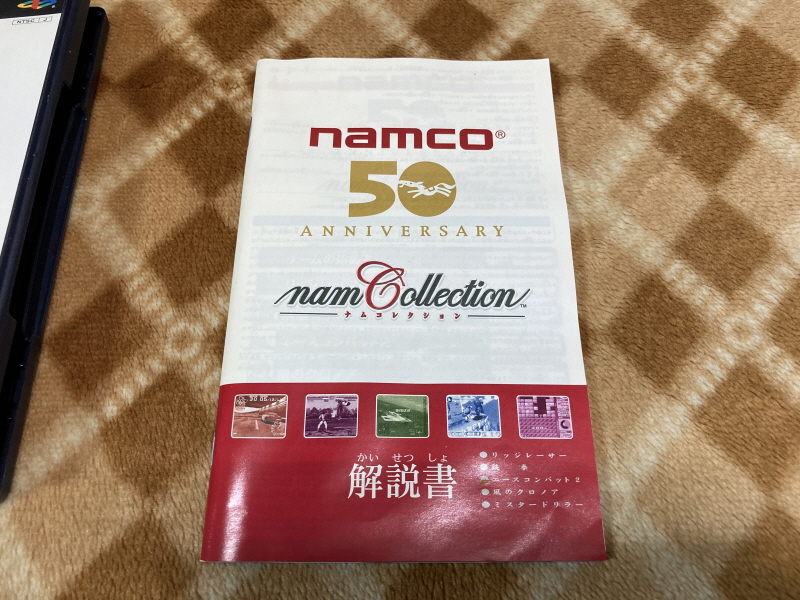 NTSC J
namco®
50
ANNIVERSARY
namCollection™
ナムコレクション
かい せつ しょ
解説書
●リッジレーサー
●鉄 拳
●エースコンバット2
●風のクロノア
●ミスタードリラー